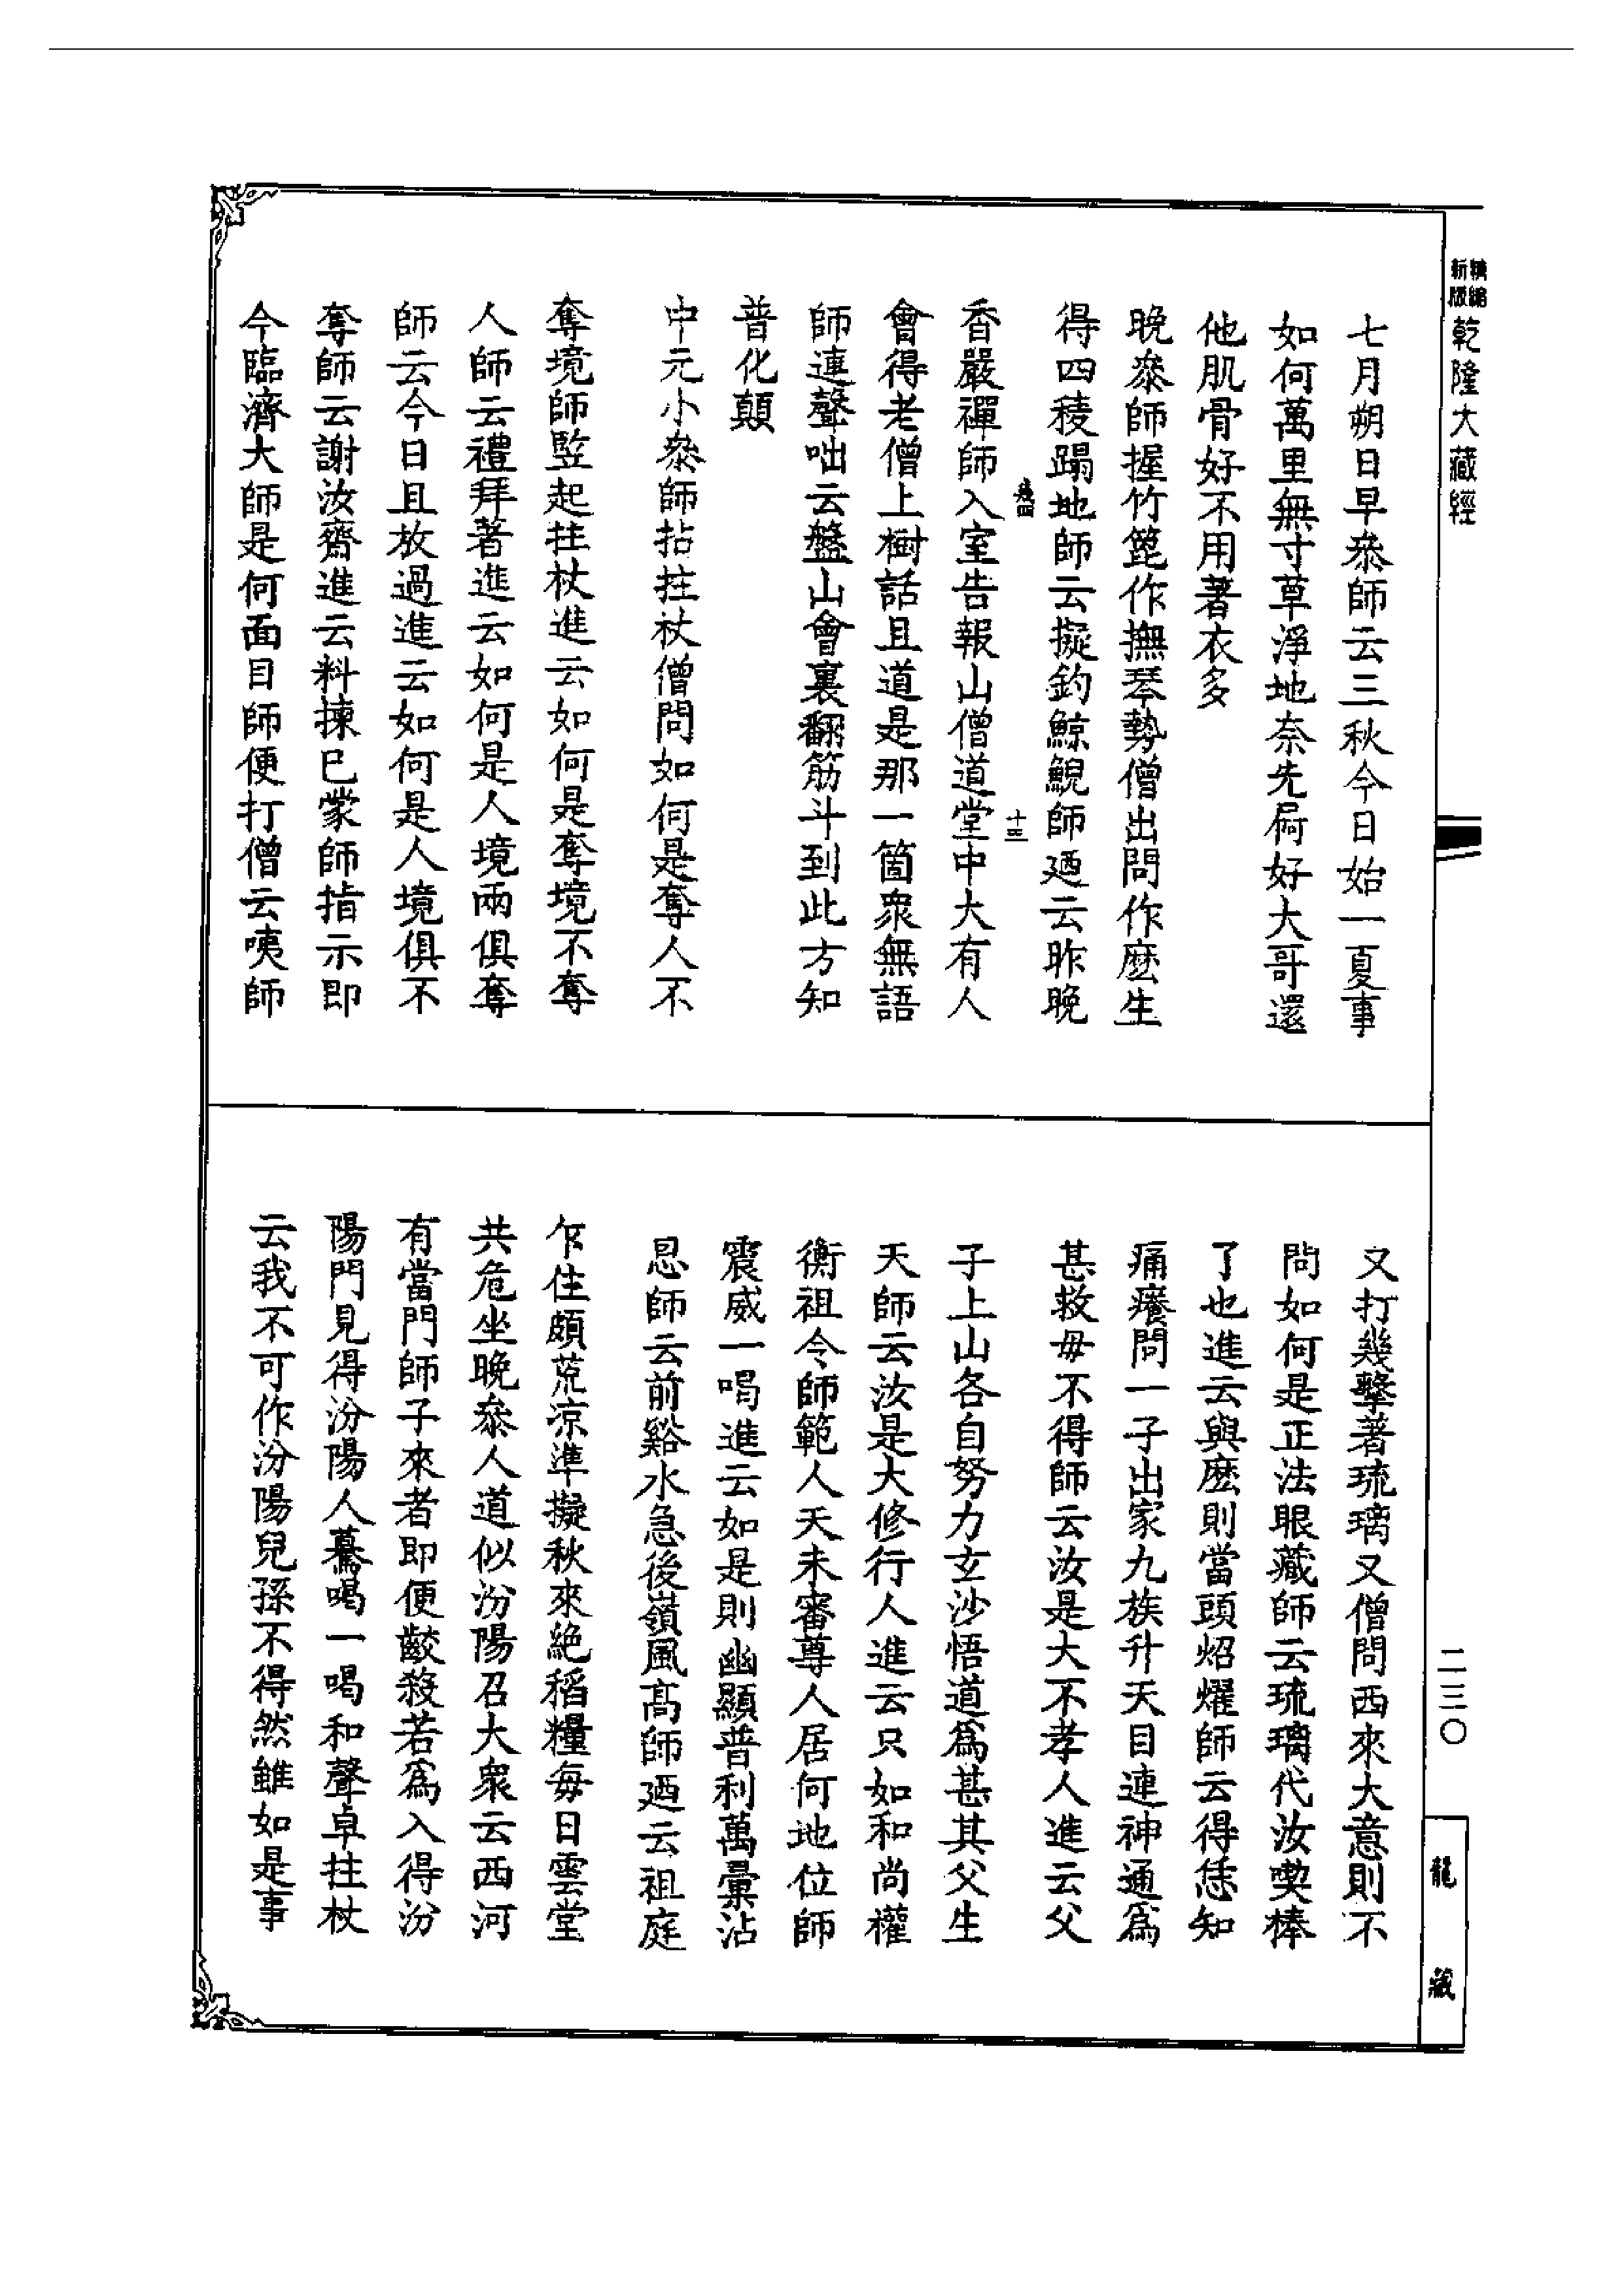 精編
新版
乾隆大藏經
七月朔日早叅師云三秋今日始一夏事
如何萬里無寸草淨地奈先屙好大哥還
他肌骨好不用著衣多
晚叅師握竹篦作撫琴勢僧出問作麽生
得四稜蹋地師云擬釣鯨鯢師迺云昨晚
十三
香嚴禪師入室告報山僧道堂中大有人
會得老僧上樹話且道是那一箇衆無語
師連聲咄云盤山會裏翻筋斗到此方知
普化顛
中元小叅師拈拄杖僧問如何是奪人不
奪境師竪起拄杖進云如何是奪境不奪
人師云禮拜著進云如何是人境兩俱奪
師云今日且放過進云如何是人境俱不
奪師云謝汝齋進云料揀巳蒙師指示即
今臨濟大師是何面目師便打僧云咦師
又打幾擊著琉璃又僧問西來大意則不
問如何是正法眼藏師云琉璃代汝喫棒
了也進云與麽則當頭炤燿師云得恁知
痛癢問一子出家九族升天目連神通爲
甚救毋不得師云汝是大不孝人進云父
子上山各自努力玄沙悟道爲甚其父生
天師云汝是大修行人進云只如和尚權
衡祖令師範人天未審尊人居何地位師
震威一喝進云如是則幽顯普利萬彙沾
恩師云前谿水急後嶺風高師迺云祖庭
乍住頗荒凉準擬秋來絕稻糧每日雲堂
共危坐晚叅人道似汾陽召大衆云西河
有當門師子來者即便齩殺若爲入得汾
陽門見得汾陽人驀喝一喝和聲卓拄杖
云我不可作汾陽兒孫不得然雖如是事
二三〇
龍藏